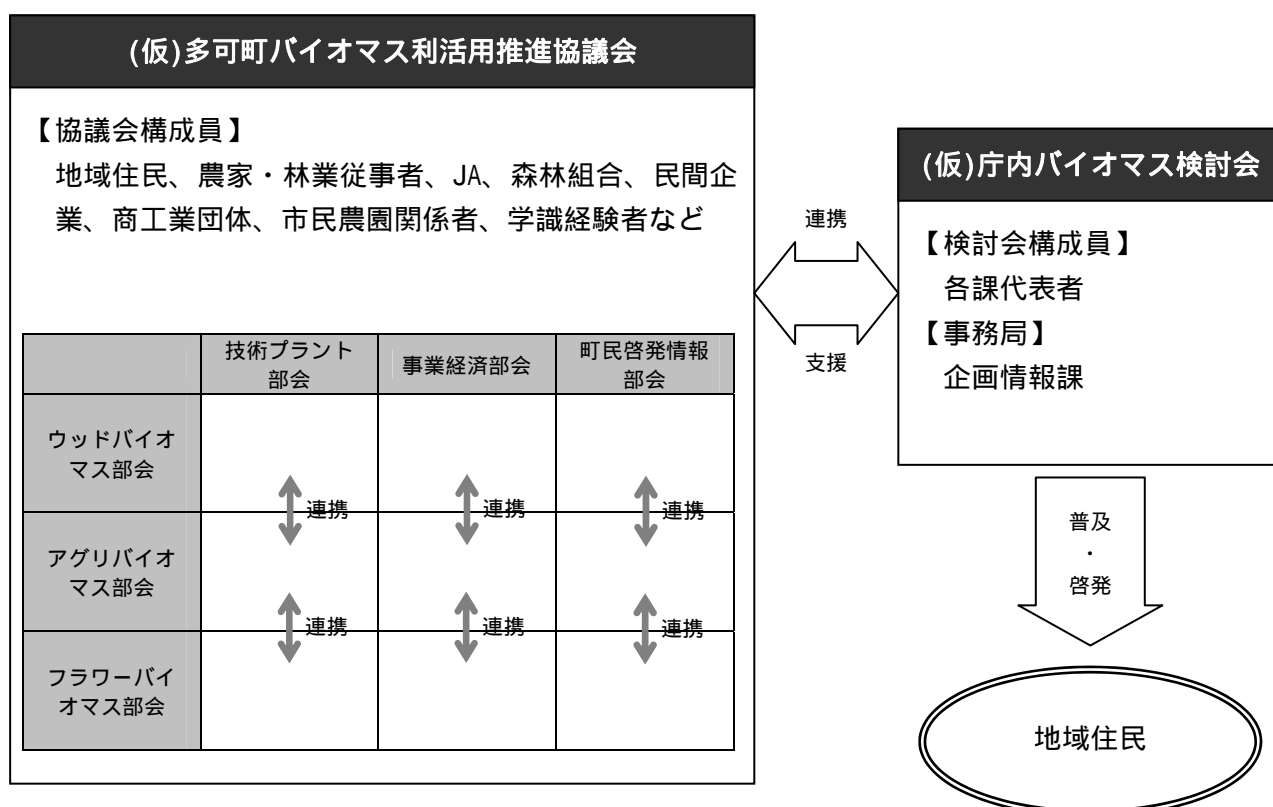 (仮)多可町バイオマス利活用推進協議会
【協議会構成員】
地域住民、農家・林業従事者、JA、森林組合、民間企
業、商工業団体、市民農園関係者、学識経験者など
技術プラント
部会
事業経済部会
町民啓発情報
部会
ウッドバイオ
マス部会
連携
連携
連携
アグリバイオ
マス部会
連携
連携
連携
フラワーバイ
オマス部会
連携
支援
(仮)庁内バイオマス検討会
【検討会構成員】
各課代表者
【事務局】
企画情報課
普及
・
啓発
地域住民